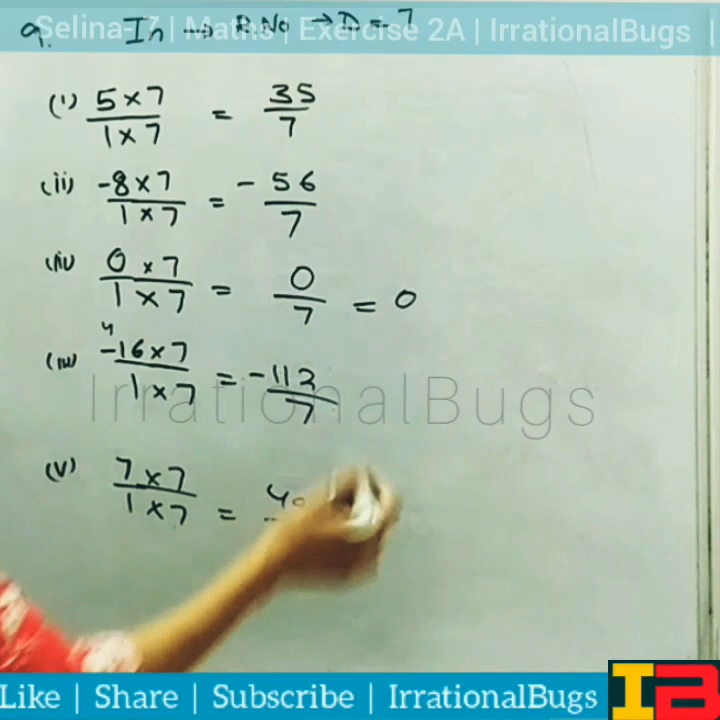 Selina-7 | Maths | Exercise 2A | IrrationalBugs |
9. In → R.No → D = 7
(i) 5×7/1×7 = 35/7
(ii) -8×7/1×7 = -56/7
(iii) 0×7/1×7 = 0/7 = 0
4
(iv) -16×7/1×7 = -112/7
IrrationalBugs
(v) 7×7/1×7 =
Like | Share | Subscribe | IrrationalBugs
IB